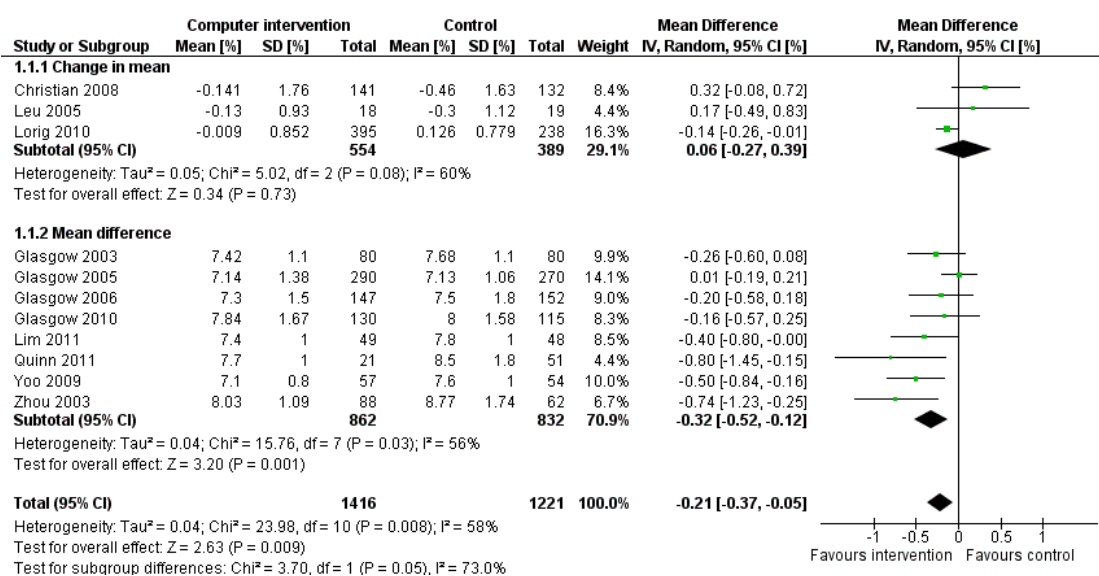 Computer intervention Control Mean Difference Mean Difference
Study or Subgroup Mean [%] SD [%] Total Mean [%] SD [%] Total Weight IV, Random, 95% CI [%] IV, Random, 95% CI [%]
1.1.1 Change in mean
Christian 2008 -0.141 1.76 141 -0.46 1.63 132 8.4% 0.32 [-0.08, 0.72]
Leu 2005 -0.13 0.93 18 -0.3 1.12 19 4.4% 0.17 [-0.49, 0.83]
Lorig 2010 -0.009 0.852 395 0.126 0.779 238 16.3% -0.14 [-0.26, -0.01]
Subtotal (95% CI) 554 389 29.1% 0.06 [-0.27, 0.39]
Heterogeneity: Tau² = 0.05; Chi² = 5.02, df = 2 (P = 0.08); I² = 60%
Test for overall effect: Z = 0.34 (P = 0.73)
1.1.2 Mean difference
Glasgow 2003 7.42 1.1 80 7.68 1.1 80 9.9% -0.26 [-0.60, 0.08]
Glasgow 2005 7.14 1.38 290 7.13 1.06 270 14.1% 0.01 [-0.19, 0.21]
Glasgow 2006 7.3 1.5 147 7.5 1.8 152 9.0% -0.20 [-0.58, 0.18]
Glasgow 2010 7.84 1.67 130 8 1.58 115 8.3% -0.16 [-0.57, 0.25]
Lim 2011 7.4 1 49 7.8 1 48 8.5% -0.40 [-0.80, -0.00]
Quinn 2011 7.7 1 21 8.5 1.8 51 4.4% -0.80 [-1.45, -0.15]
Yoo 2009 7.1 0.8 57 7.6 1 54 10.0% -0.50 [-0.84, -0.16]
Zhou 2003 8.03 1.09 88 8.77 1.74 62 6.7% -0.74 [-1.23, -0.25]
Subtotal (95% CI) 862 832 70.9% -0.32 [-0.52, -0.12]
Heterogeneity: Tau² = 0.04; Chi² = 15.76, df = 7 (P = 0.03); I² = 56%
Test for overall effect: Z = 3.20 (P = 0.001)
Total (95% CI) 1416 1221 100.0% -0.21 [-0.37, -0.05]
Heterogeneity: Tau² = 0.04; Chi² = 23.98, df = 10 (P = 0.008); I² = 58%
Test for overall effect: Z = 2.63 (P = 0.009)
Test for subgroup differences: Chi² = 3.70, df = 1 (P = 0.05), I² = 73.0%
-1 -0.5 0 0.5 1
Favours intervention Favours control